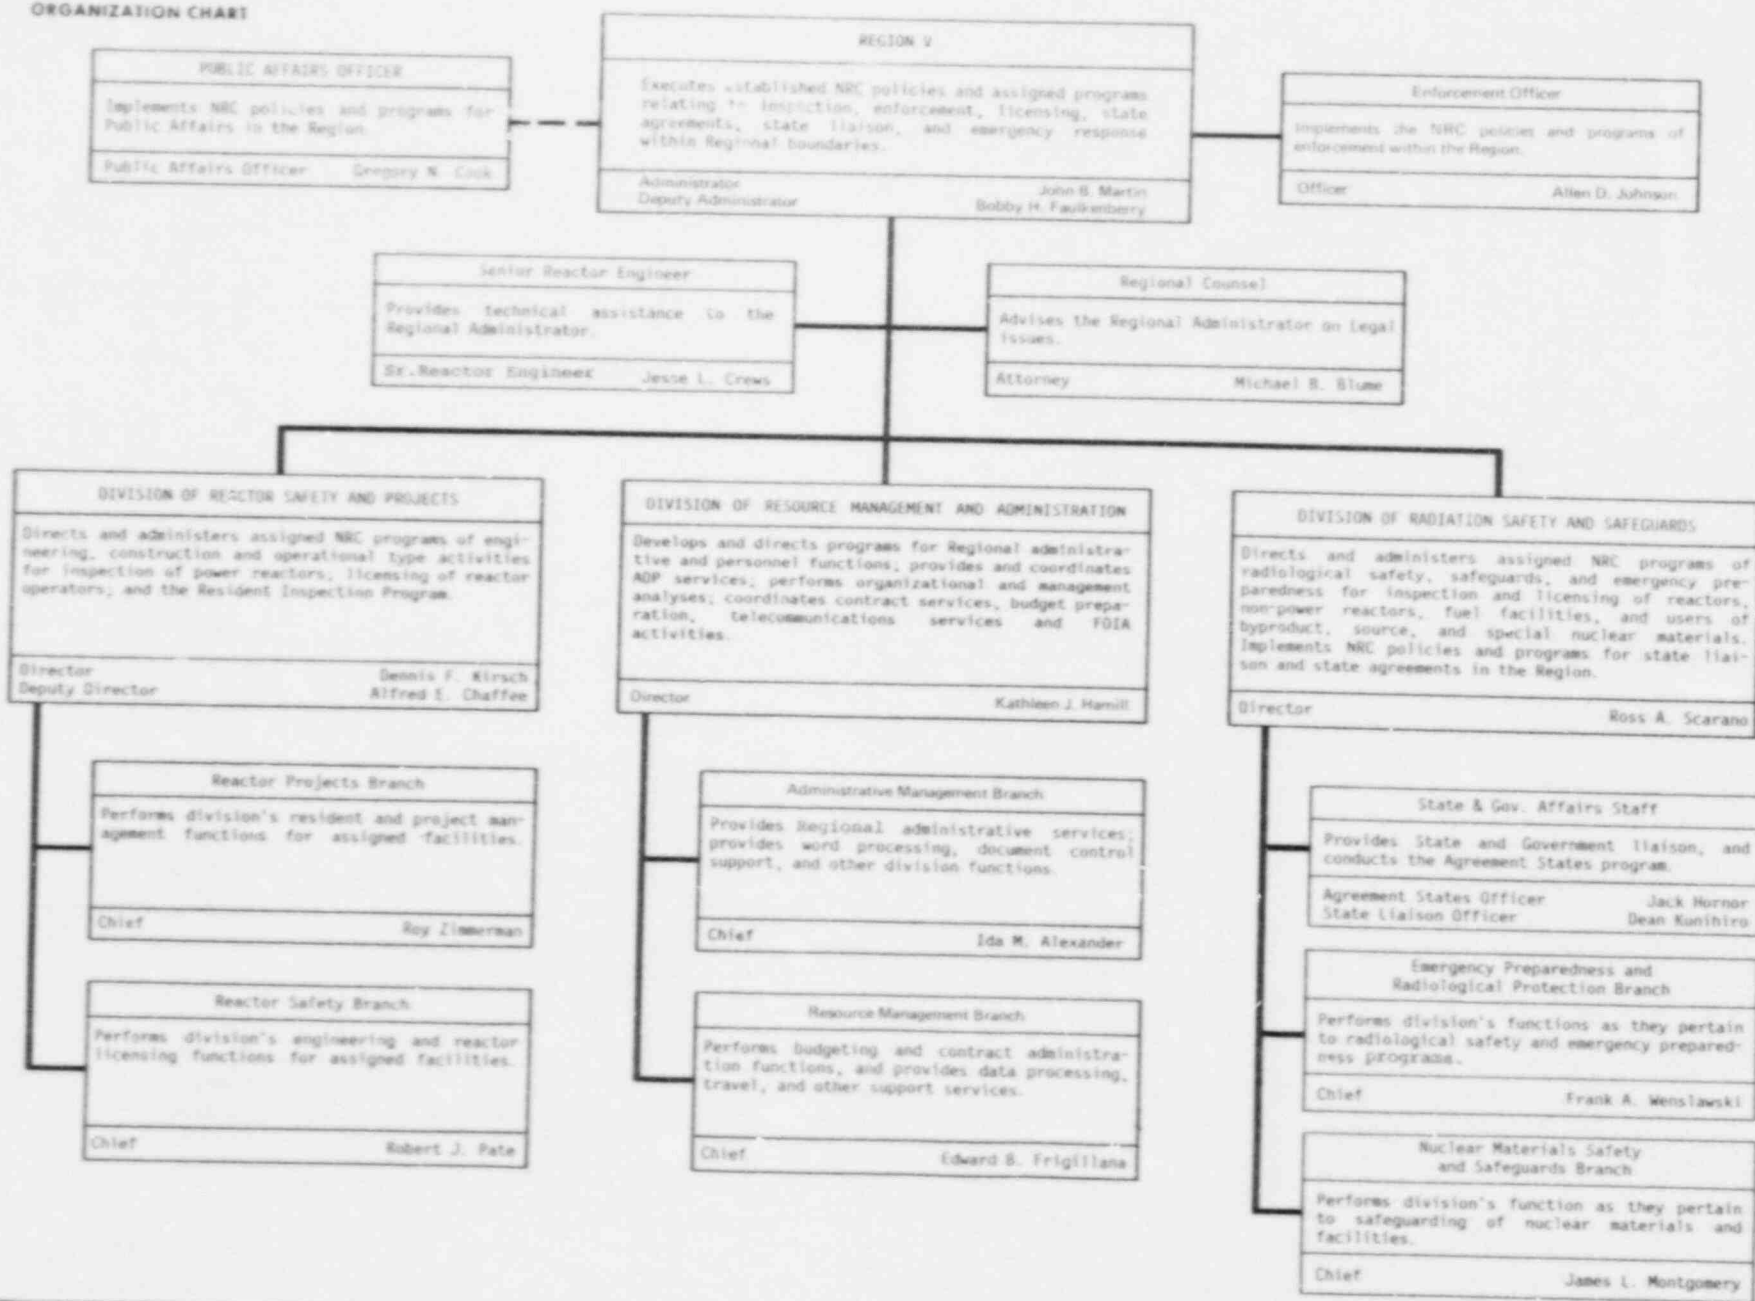 ORGANIZATION CHART
PUBLIC AFFAIRS OFFICER
Implements NRC policies and programs for
Public Affairs in the Region.
Public Affairs Officer Gregory N. Cook
REGION V
Executes established NRC policies and assigned programs
relating to inspection, enforcement, licensing, state
agreements, state liaison, and emergency response
within Regional boundaries.
Administrator John B. Martin
Deputy Administrator Bobby H. Faulkenberry
Enforcement Officer
Implements the NRC policies and programs of
enforcement within the Region.
Officer Allen D. Johnson
Senior Reactor Engineer
Provides technical assistance to the
Regional Administrator.
Sr.Reactor Engineer Jesse L. Crews
Regional Counsel
Advises the Regional Administrator on Legal
issues.
Attorney Michael B. Blume
DIVISION OF REACTOR SAFETY AND PROJECTS
Directs and administers assigned NRC programs of engi-
neering, construction and operational type activities
for inspection of power reactors; licensing of reactor
operators; and the Resident Inspection Program.
Director Dennis F. Kirsch
Deputy Director Alfred E. Chaffee
Reactor Projects Branch
Performs division's resident and project man-
agement functions for assigned facilities.
Chief Roy Zimmerman
Reactor Safety Branch
Performs division's engineering and reactor
licensing functions for assigned facilities.
Chief Robert J. Pate
DIVISION OF RESOURCE MANAGEMENT AND ADMINISTRATION
Develops and directs programs for Regional administra-
tive and personnel functions; provides and coordinates
ADP services; performs organizational and management
analyses; coordinates contract services, budget prepa-
ration, telecommunications services and FOIA
activities.
Director Kathleen J. Hamill
Administrative Management Branch
Provides Regional administrative services;
provides word processing, document control
support, and other division functions.
Chief Ida M. Alexander
Resource Management Branch
Performs budgeting and contract administra-
tion functions, and provides data processing,
travel, and other support services.
Chief Edward B. Frigillana
DIVISION OF RADIATION SAFETY AND SAFEGUARDS
Directs and administers assigned NRC programs of
radiological safety, safeguards, and emergency pre-
paredness for inspection and licensing of reactors,
non-power reactors, fuel facilities, and users of
byproduct, source, and special nuclear materials.
Implements NRC policies and programs for state liai-
son and state agreements in the Region.
Director Ross A. Scarano
State & Gov. Affairs Staff
Provides State and Government liaison, and
conducts the Agreement States program.
Agreement States Officer Jack Hornor
State Liaison Officer Dean Kunihiro
Emergency Preparedness and
Radiological Protection Branch
Performs division's functions as they pertain
to radiological safety and emergency prepared-
ness programs.
Chief Frank A. Wenslawski
Nuclear Materials Safety
and Safeguards Branch
Performs division's function as they pertain
to safeguarding of nuclear materials and
facilities.
Chief James L. Montgomery